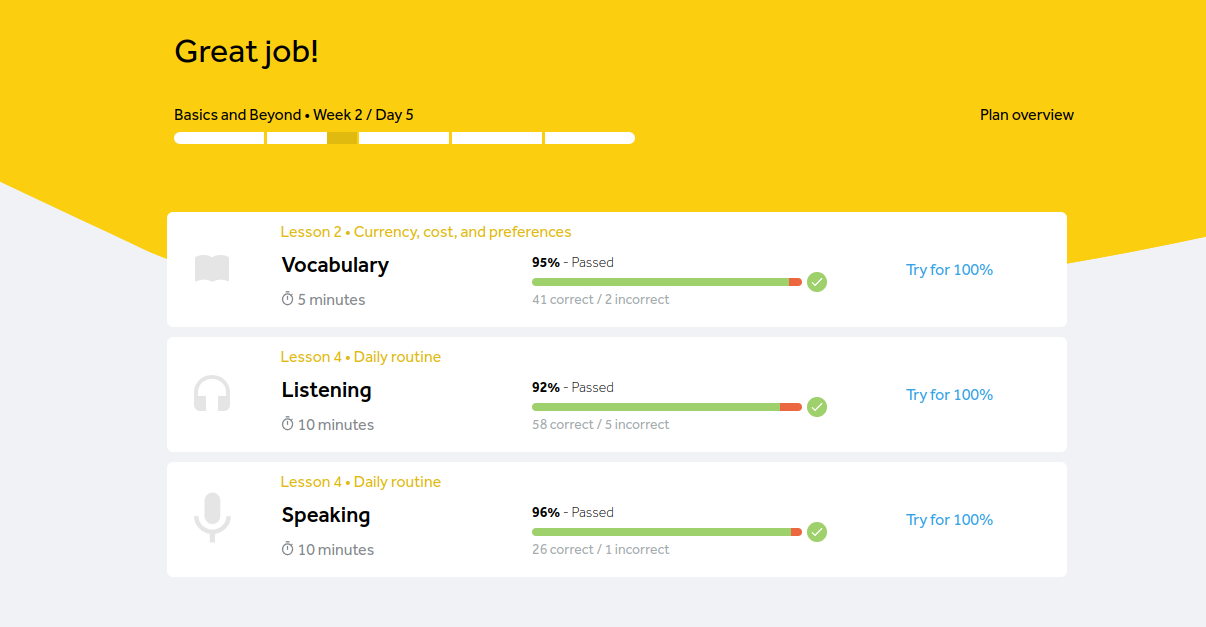 Great job!
Basics and Beyond • Week 2 / Day 5
Plan overview
Lesson 2 • Currency, cost, and preferences
Vocabulary
5 minutes
95% - Passed
41 correct / 2 incorrect
Try for 100%
Lesson 4 • Daily routine
Listening
10 minutes
92% - Passed
58 correct / 5 incorrect
Try for 100%
Lesson 4 • Daily routine
Speaking
10 minutes
96% - Passed
26 correct / 1 incorrect
Try for 100%